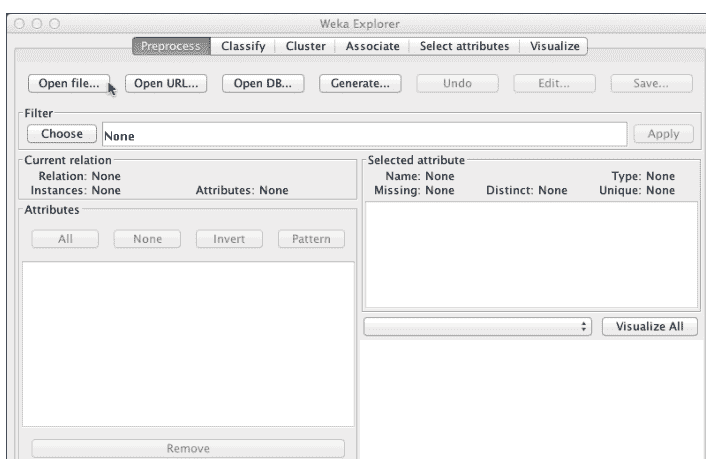 Weka Explorer
Preprocess Classify Cluster Associate Select attributes Visualize
Open file... Open URL... Open DB... Generate... Undo Edit... Save...
Filter
Choose None Apply
Current relation
Relation: None
Instances: None Attributes: None
Selected attribute
Name: None Type: None
Missing: None Distinct: None Unique: None
Attributes
All None Invert Pattern
Visualize All
Remove